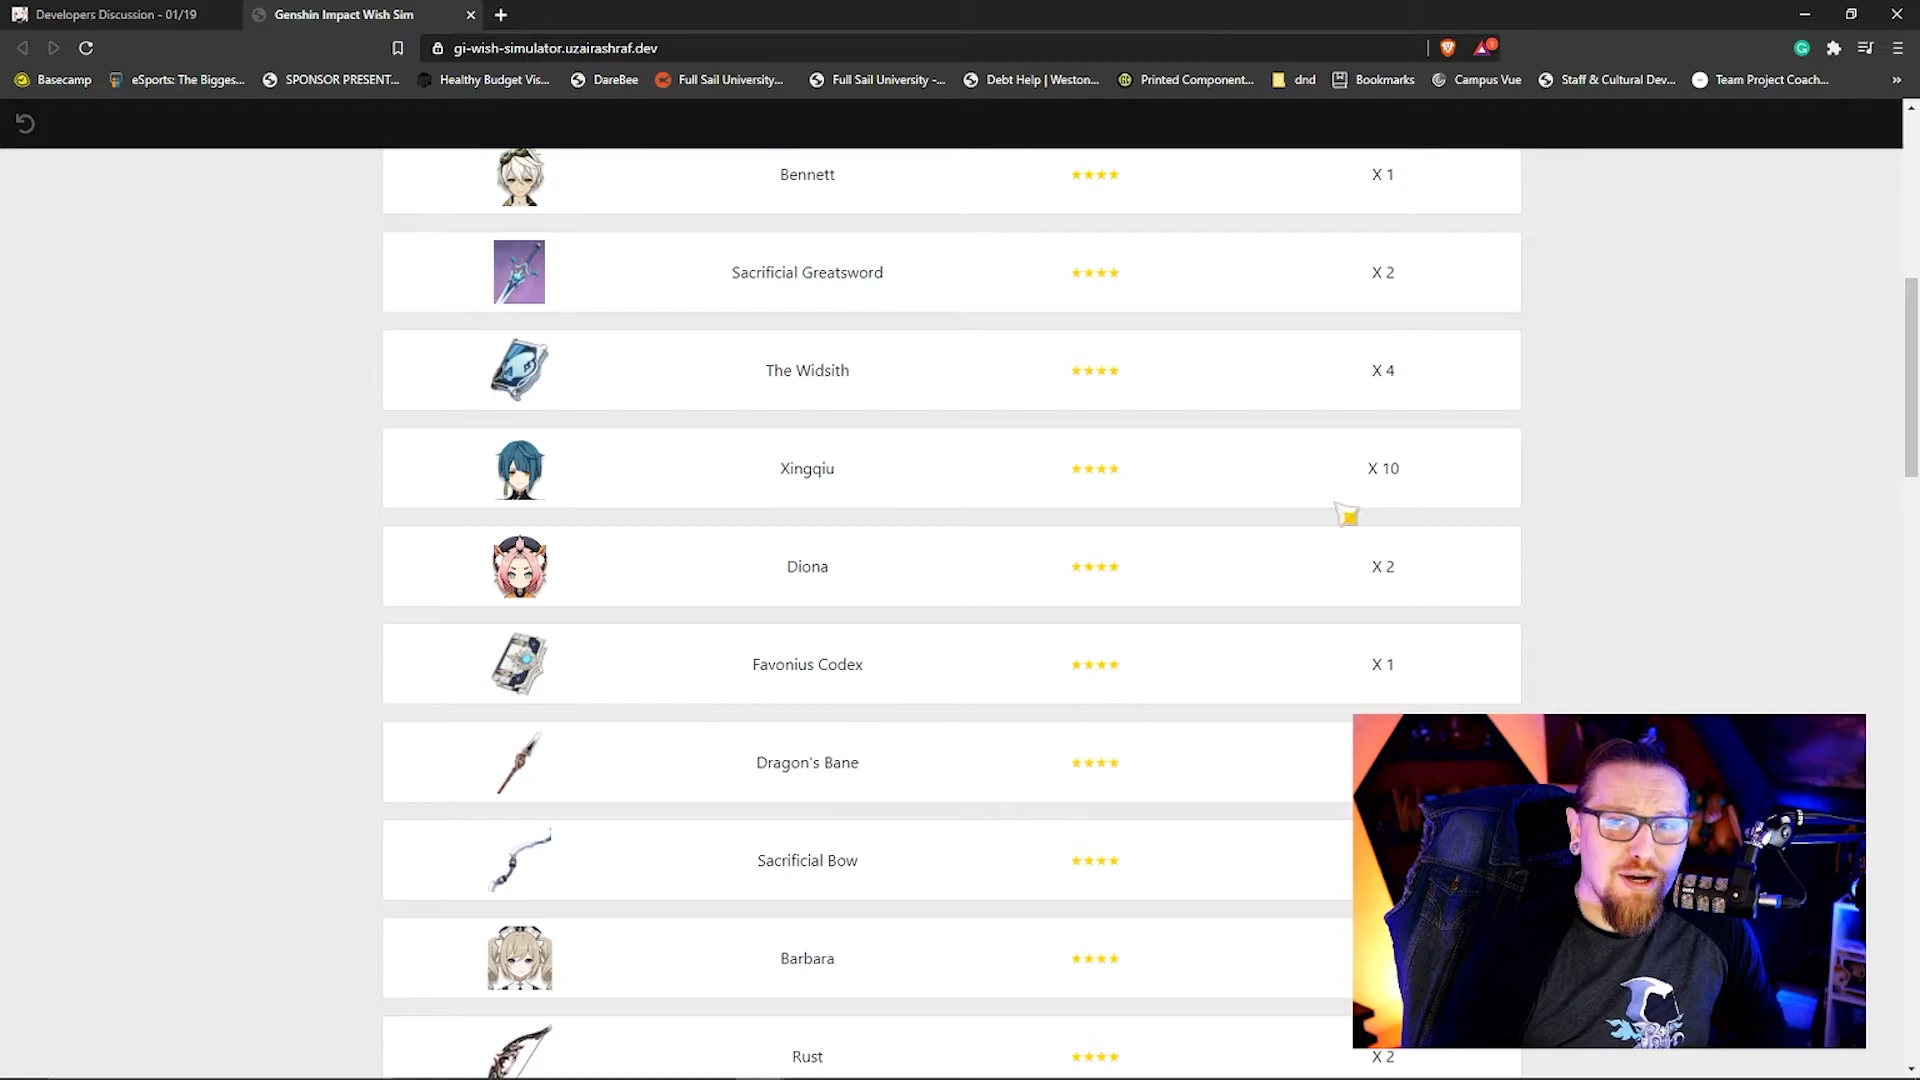 Developers Discussion - 01/19
Genshin Impact Wish Sim
gi-wish-simulator.uzairashraf.dev
1
Basecamp
eSports: The Bigges...
SPONSOR PRESENT...
Healthy Budget Vis...
DareBee
Full Sail University...
Full Sail University -...
Debt Help | Weston...
Printed Component...
dnd
Bookmarks
Campus Vue
Staff & Cultural Dev...
Team Project Coach...
Bennett ★★★★ X 1
Sacrificial Greatsword ★★★★ X 2
The Widsith ★★★★ X 4
Xingqiu ★★★★ X 10
Diona ★★★★ X 2
Favonius Codex ★★★★ X 1
Dragon's Bane ★★★★
Sacrificial Bow ★★★★
Barbara ★★★★
Rust ★★★★ X 2